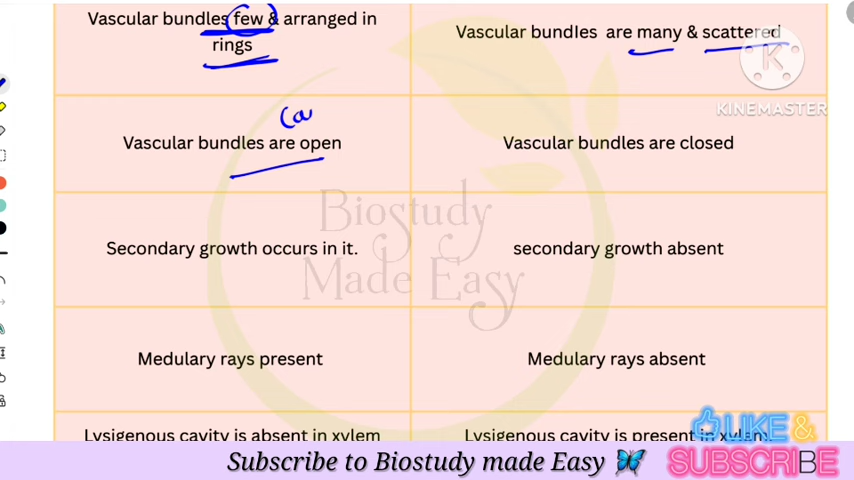 Vascular bundles few & arranged in
rings
Vascular bundles are many & scattered
KINEMASTER
Ca
Vascular bundles are open
Vascular bundles are closed
Biostudy
Made Easy
Secondary growth occurs in it.
secondary growth absent
Medulary rays present
Medulary rays absent
Lysigenous cavity is absent in xylem
Lysigenous cavity is present in xylem.
LIKE &
SUBSCRIBE
Subscribe to Biostudy made Easy